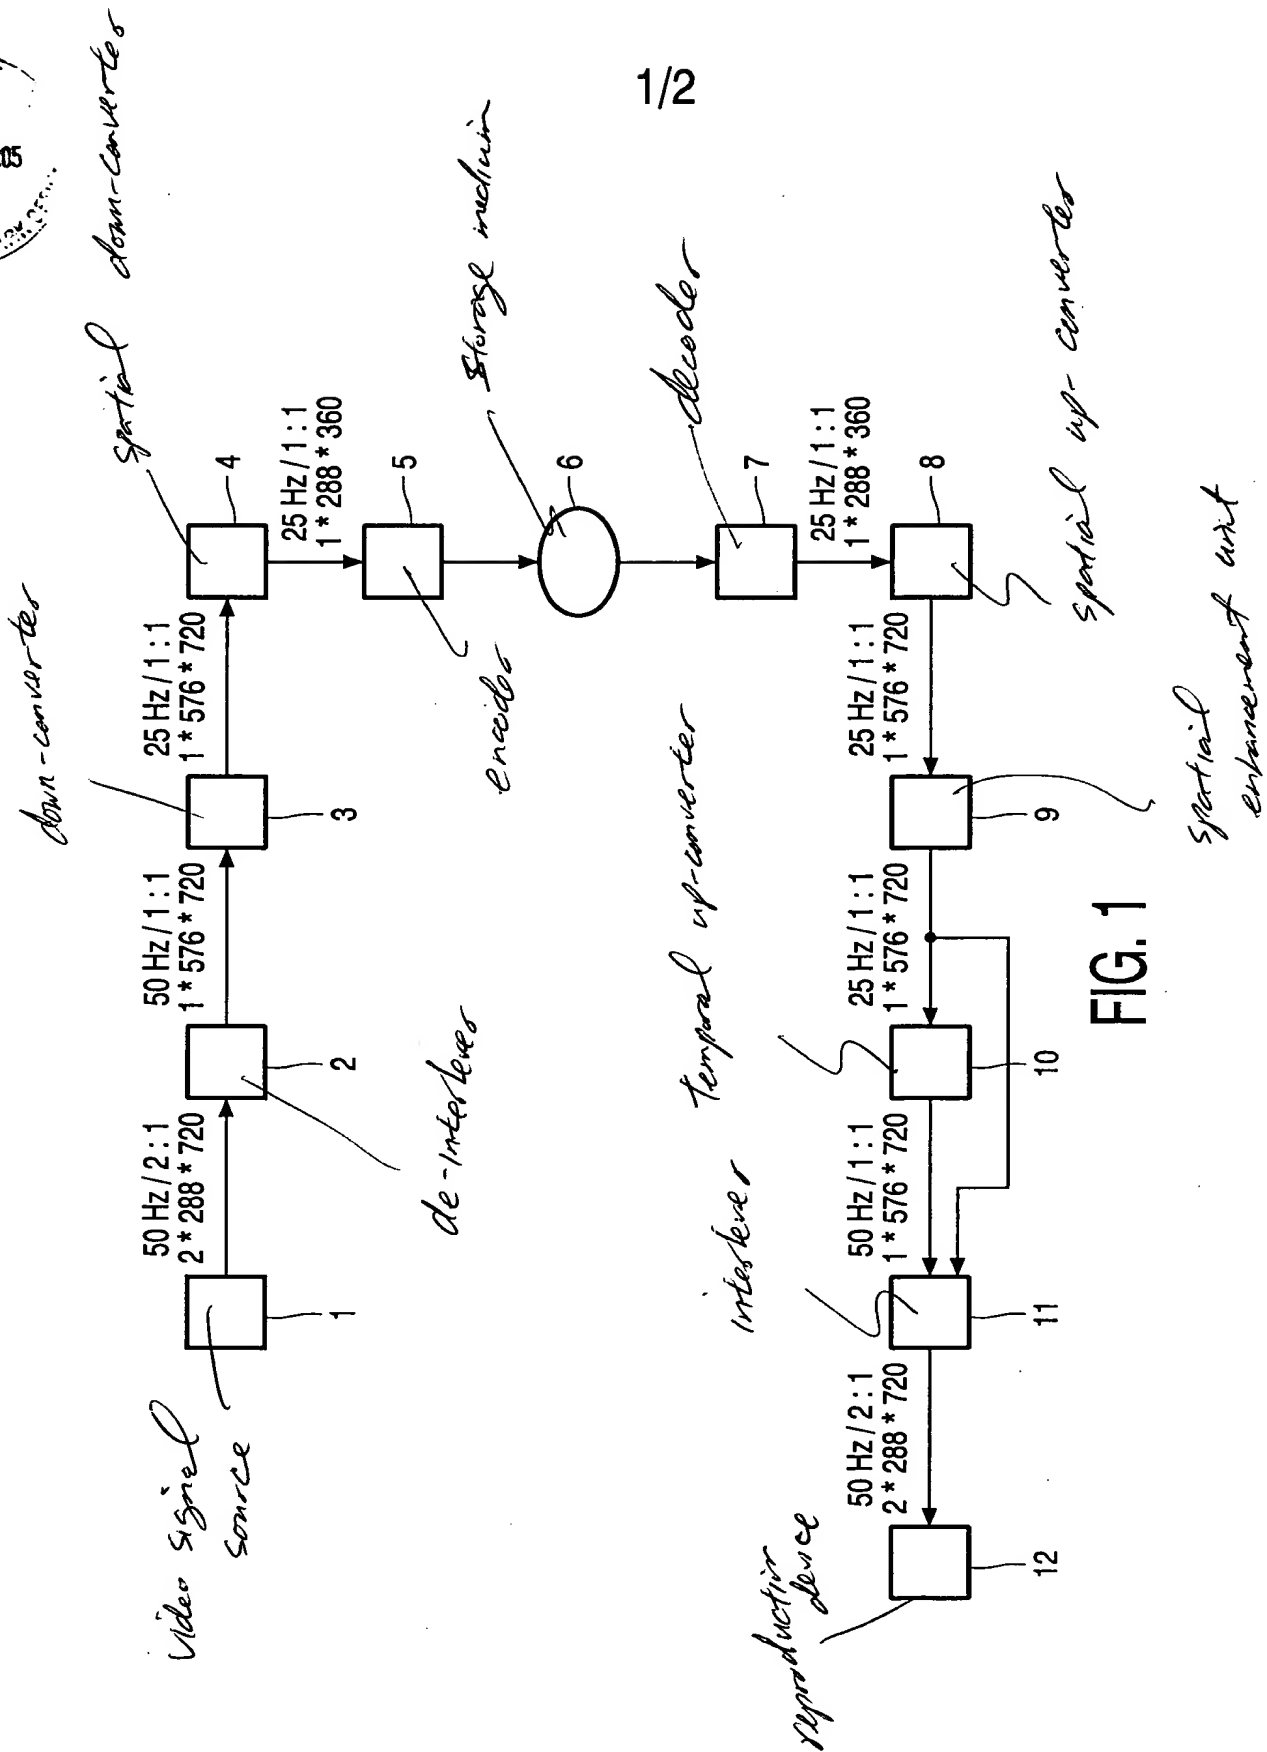 1/2
down-converter
spatial down-converter
50 Hz / 2 : 1
2 * 288 * 720
50 Hz / 1 : 1
1 * 576 * 720
25 Hz / 1 : 1
1 * 576 * 720
1
2
3
4
video signal
source
de-interlever
25 Hz / 1 : 1
1 * 288 * 360
5
encoder
6
storage medium
7
decoder
25 Hz / 1 : 1
1 * 288 * 360
8
spatial up-converter
25 Hz / 1 : 1
1 * 576 * 720
9
spatial
enhancement unit
25 Hz / 1 : 1
1 * 576 * 720
10
temporal up-converter
50 Hz / 1 : 1
1 * 576 * 720
11
interlever
50 Hz / 2 : 1
2 * 288 * 720
12
reproduction
device
FIG. 1